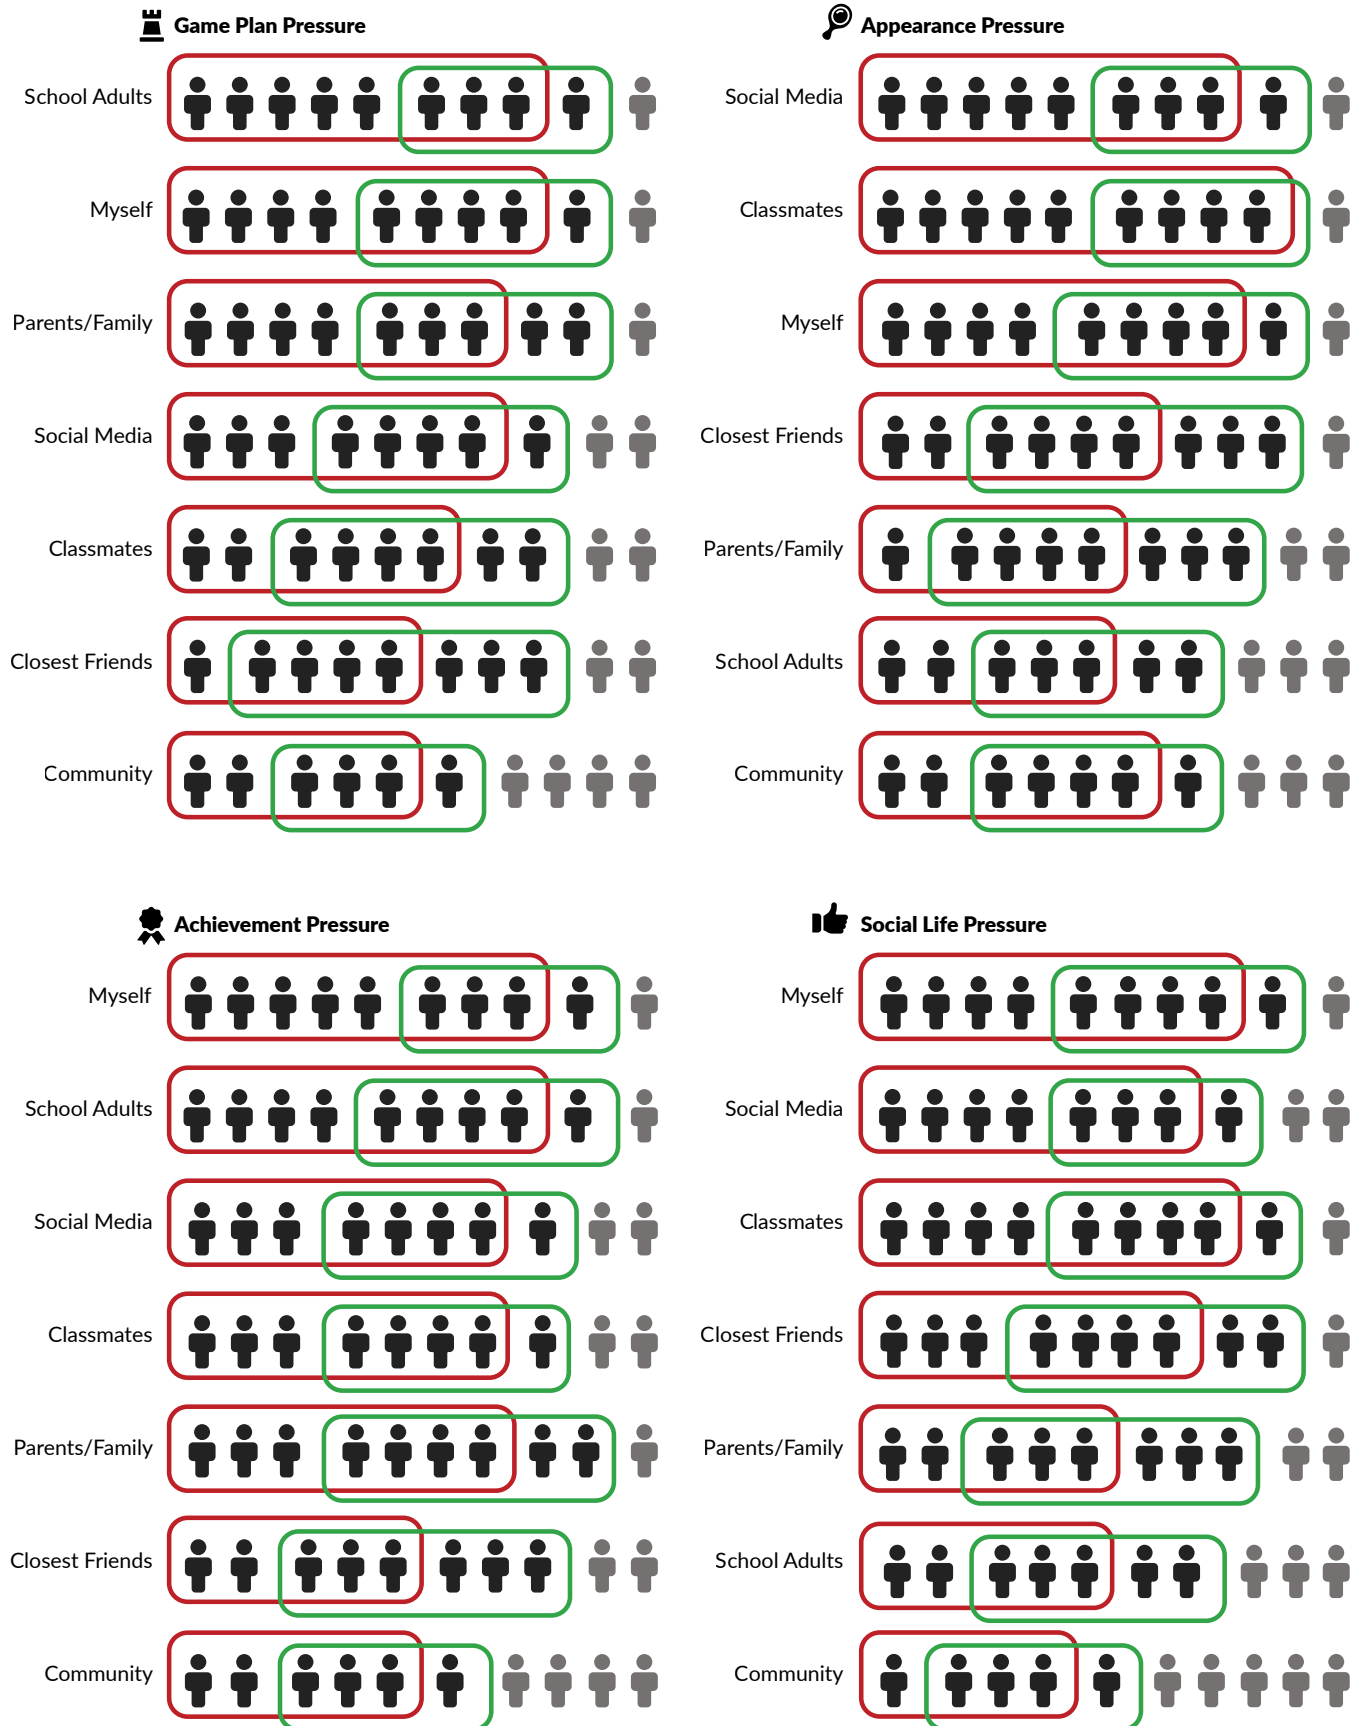 Game Plan Pressure
School Adults
Myself
Parents/Family
Social Media
Classmates
Closest Friends
Community
Appearance Pressure
Social Media
Classmates
Myself
Closest Friends
Parents/Family
School Adults
Community
Achievement Pressure
Myself
School Adults
Social Media
Classmates
Parents/Family
Closest Friends
Community
Social Life Pressure
Myself
Social Media
Classmates
Closest Friends
Parents/Family
School Adults
Community